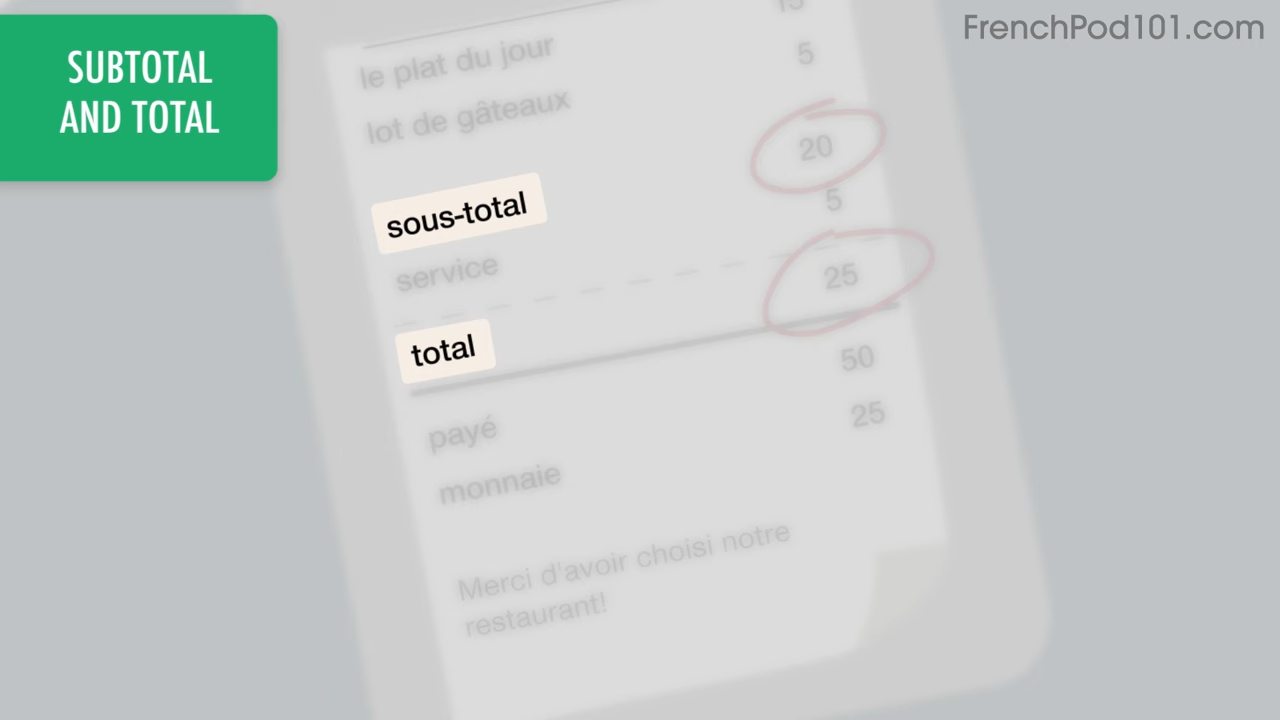 SUBTOTAL
AND TOTAL
FrenchPod101.com
15
le plat du jour 5
lot de gâteaux
20
sous-total 5
service
25
total
50
payé 25
monnaie
Merci d'avoir choisi notre
restaurant!